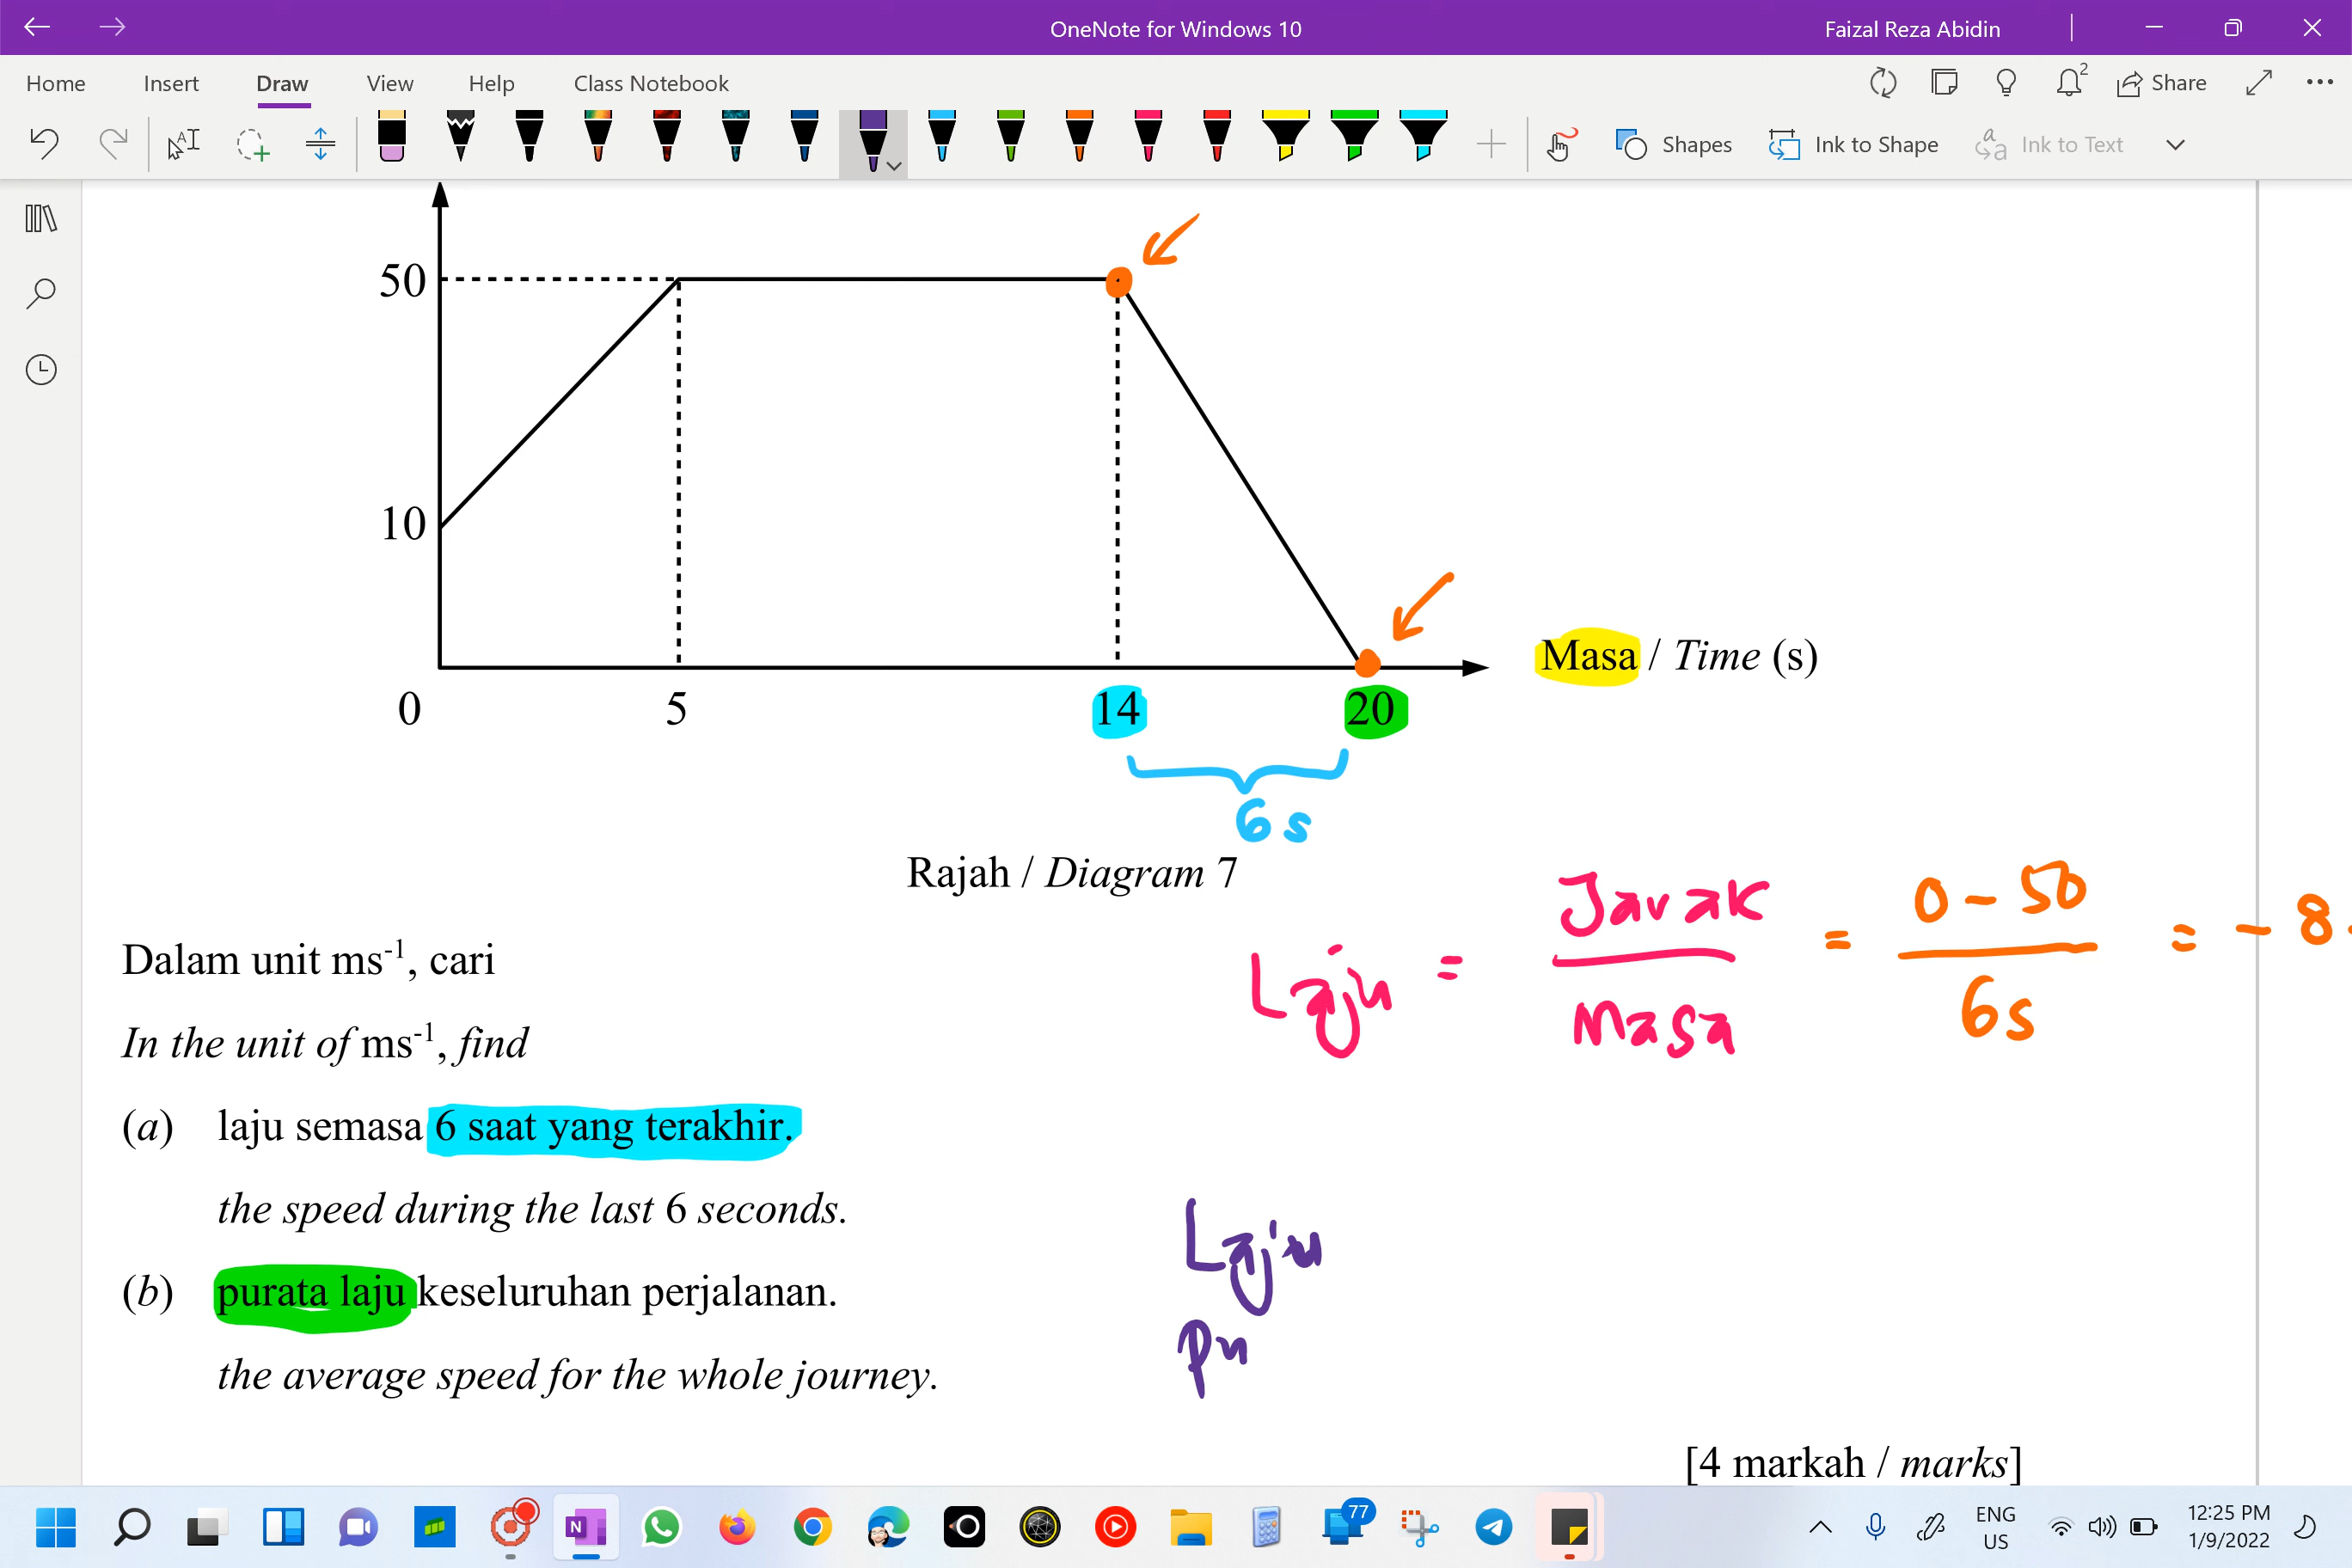 OneNote for Windows 10
Faizal Reza Abidin
Home Insert Draw View Help Class Notebook
2
Share
Shapes Ink to Shape Ink to Text
50
10
Masa / Time (s)
0 5 14 20
6 s
Rajah / Diagram 7
Laju = Jarak / Masa = 0 - 50 / 6s = - 8.
Dalam unit ms⁻¹, cari
In the unit of ms⁻¹, find
(a) laju semasa 6 saat yang terakhir.
the speed during the last 6 seconds.
(b) purata laju keseluruhan perjalanan.
the average speed for the whole journey.
Laju
Pu
[4 markah / marks]
77
ENG
US
12:25 PM
1/9/2022